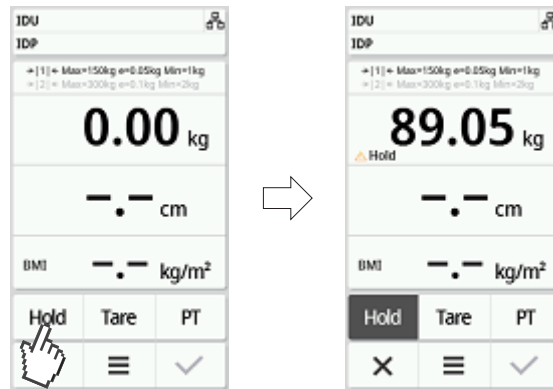 IDU
IDP
→|1|← Max=150kg e=0.05kg Min=1kg
→|2|← Max=300kg e=0.1kg Min=2kg
0.00 kg
--.-- cm
BMI --.-- kg/m²
Hold Tare PT
IDU
IDP
→|1|← Max=150kg e=0.05kg Min=1kg
→|2|← Max=300kg e=0.1kg Min=2kg
89.05 kg
Hold
--.-- cm
BMI --.-- kg/m²
Hold Tare PT